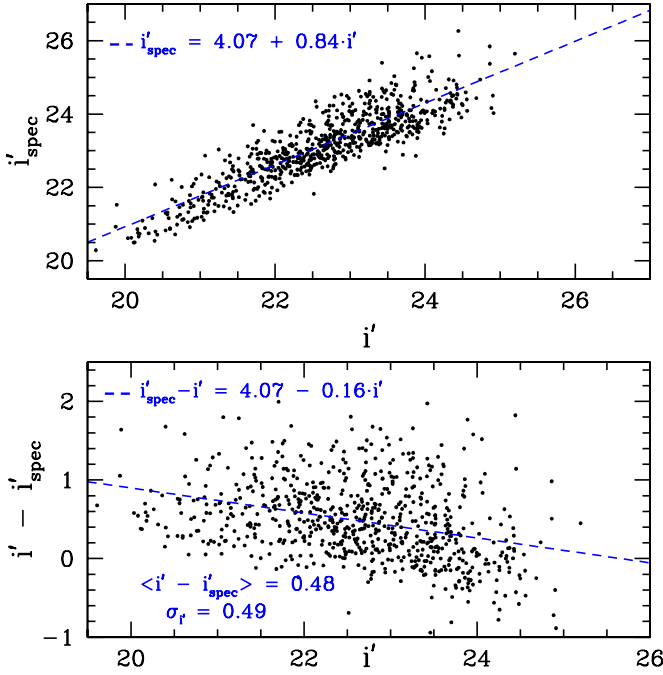 26
24
22
20
i′spec
i′spec = 4.07 + 0.84·i′
20 22 24 26
i′
2
1
0
−1
i′ − i′spec
i′spec−i′ = 4.07 − 0.16·i′
<i′ − i′spec> = 0.48
σi′ = 0.49
20 22 24 26
i′